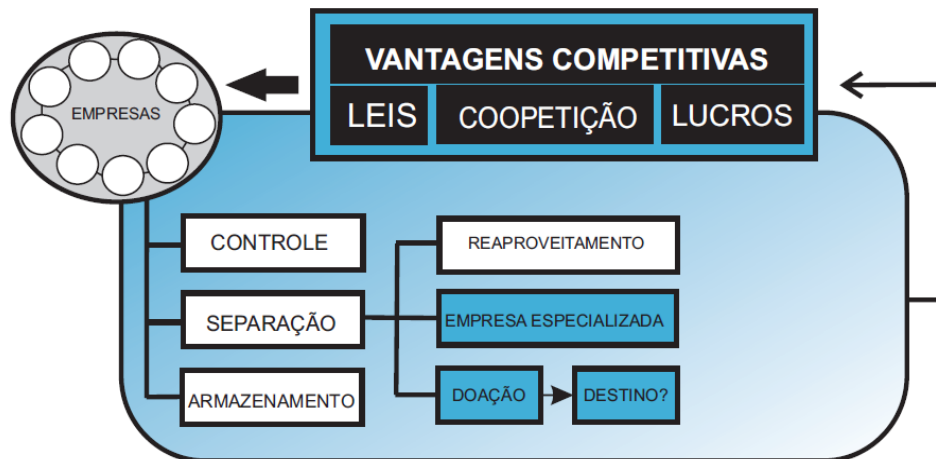 VANTAGENS COMPETITIVAS
LEIS
COOPETIÇÃO
LUCROS
EMPRESAS
CONTROLE
SEPARAÇÃO
ARMAZENAMENTO
REAPROVEITAMENTO
EMPRESA ESPECIALIZADA
DOAÇÃO
DESTINO?